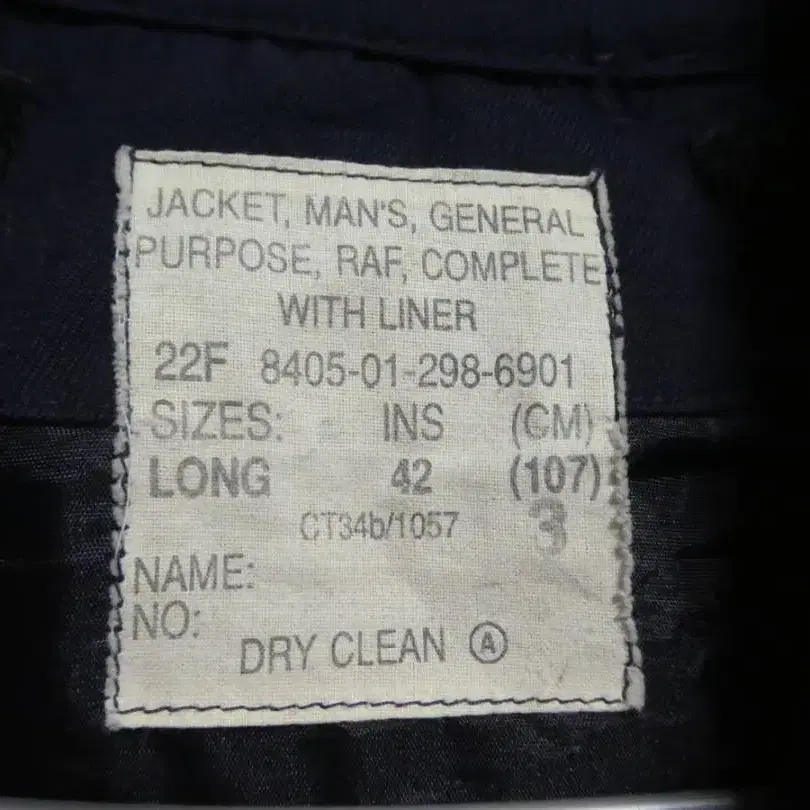 JACKET, MAN'S, GENERAL
PURPOSE, RAF, COMPLETE
WITH LINER
22F 8405-01-298-6901
SIZES: INS (CM)
LONG 42 (107)
CT34b/1057 3
NAME:
NO:
DRY CLEAN Ⓐ